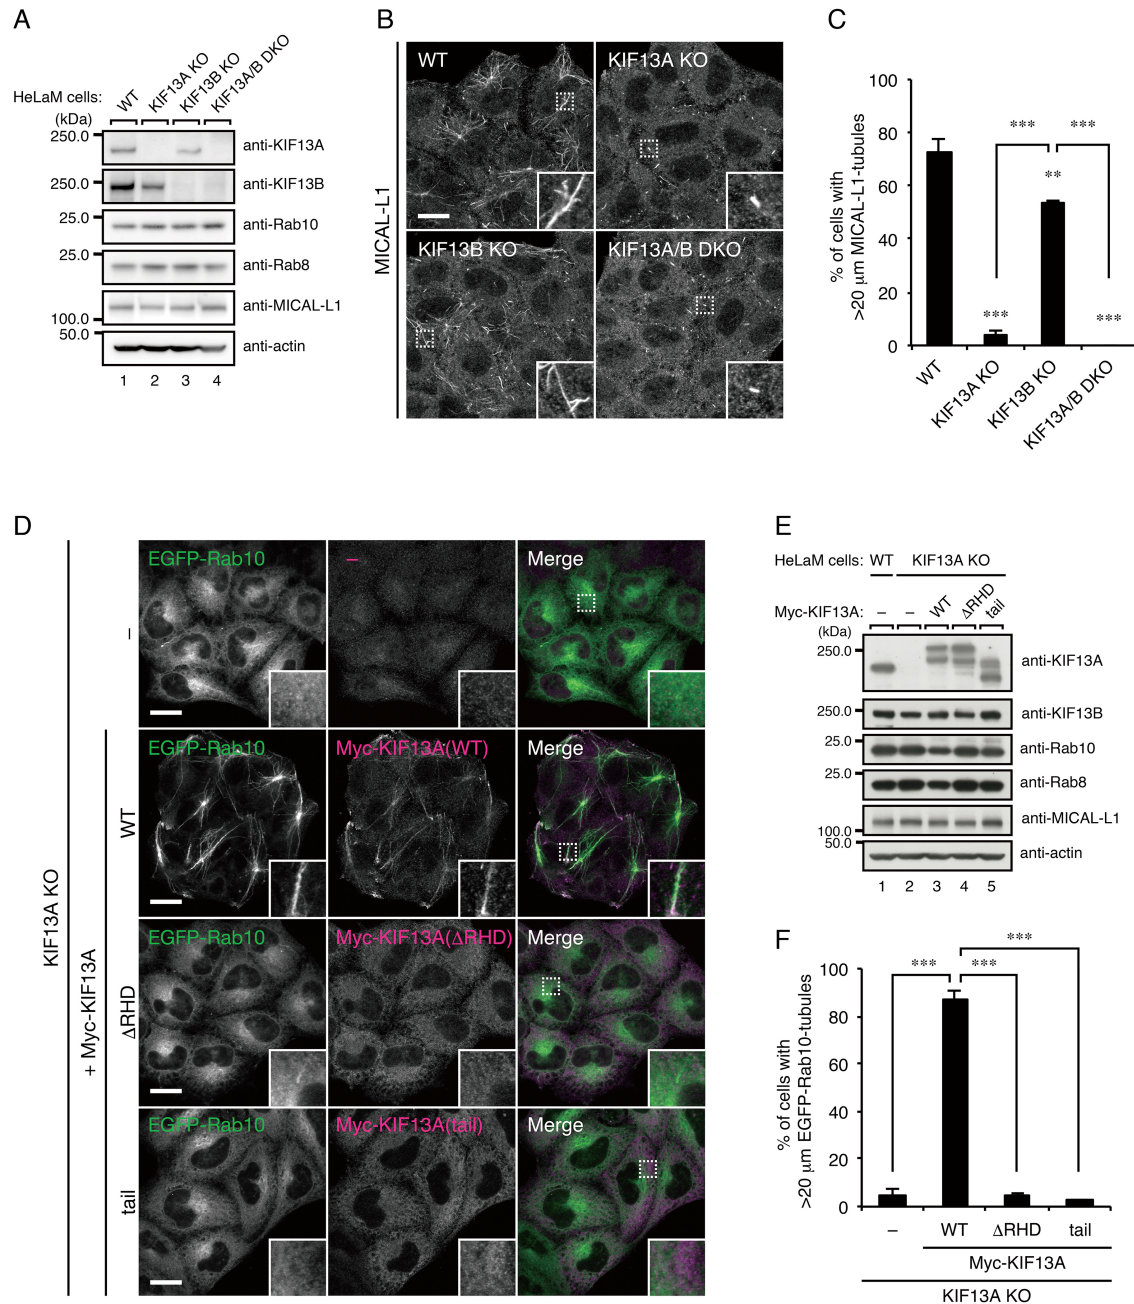 A
HeLaM cells:
WT
KIF13A KO
KIF13B KO
KIF13A/B DKO
(kDa)
250.0
anti-KIF13A
250.0
anti-KIF13B
25.0
anti-Rab10
25.0
anti-Rab8
anti-MICAL-L1
100.0
50.0
anti-actin
1 2 3 4
B
MICAL-L1
WT
KIF13A KO
KIF13B KO
KIF13A/B DKO
C
% of cells with
>20 μm MICAL-L1-tubules
100
80
60
40
20
0
*** ***
**
***
***
WT
KIF13A KO
KIF13B KO
KIF13A/B DKO
D
KIF13A KO
+ Myc-KIF13A
–
EGFP-Rab10
–
Merge
WT
EGFP-Rab10
Myc-KIF13A(WT)
Merge
ΔRHD
EGFP-Rab10
Myc-KIF13A(ΔRHD)
Merge
tail
EGFP-Rab10
Myc-KIF13A(tail)
Merge
E
HeLaM cells: WT KIF13A KO
Myc-KIF13A: – – WT ΔRHD tail
(kDa)
250.0
anti-KIF13A
250.0
anti-KIF13B
25.0
anti-Rab10
25.0
anti-Rab8
anti-MICAL-L1
100.0
50.0
anti-actin
1 2 3 4 5
F
% of cells with
>20 μm EGFP-Rab10-tubules
100
80
60
40
20
0
***
*** ***
– WT ΔRHD tail
Myc-KIF13A
KIF13A KO